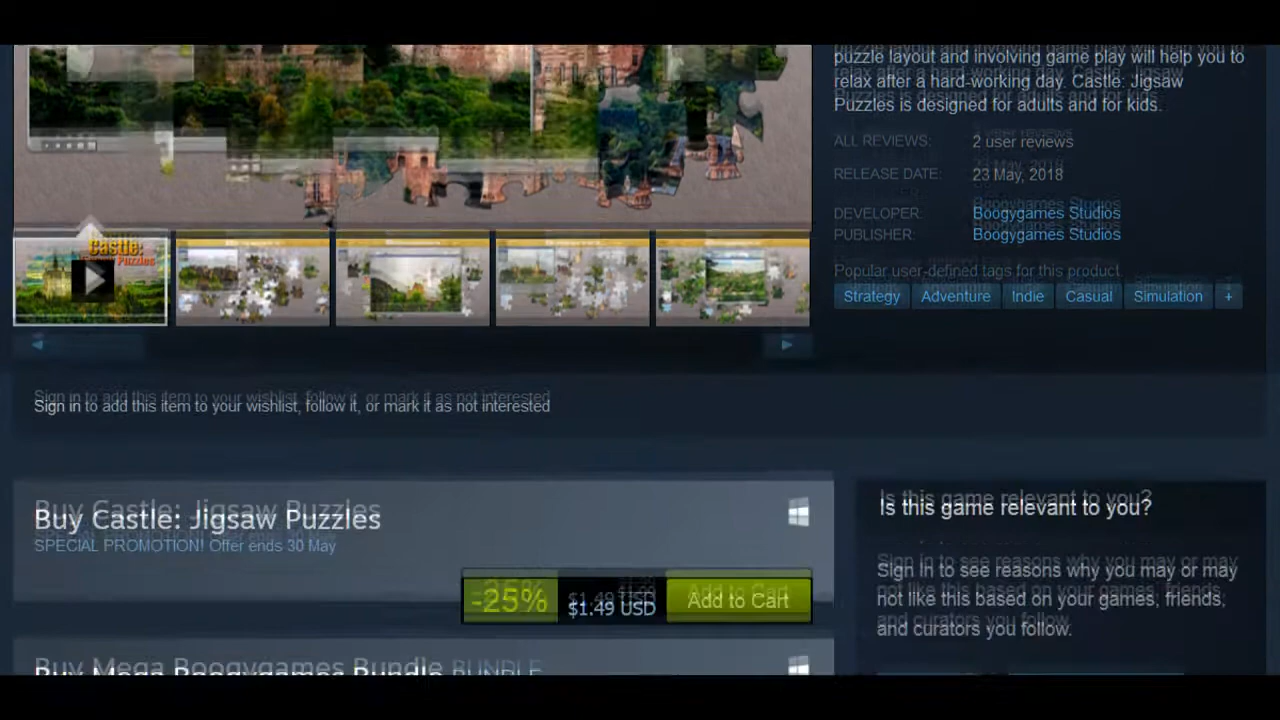 puzzle layout and involving game play will help you to
relax after a hard-working day. Castle: Jigsaw
Puzzles is designed for adults and for kids.
ALL REVIEWS: 2 user reviews
RELEASE DATE: 23 May, 2018
DEVELOPER: Boogygames Studios
PUBLISHER: Boogygames Studios
Popular user-defined tags for this product
Strategy Adventure Indie Casual Simulation +
Castle:
Puzzles
Sign in to add this item to your wishlist, follow it, or mark it as not interested
Buy Castle: Jigsaw Puzzles
SPECIAL PROMOTION! Offer ends 30 May
-25% $1.49 USD Add to Cart
Is this game relevant to you?
Sign in to see reasons why you may or may
not like this based on your games, friends,
and curators you follow.
Buy Mega Boogygames Bundle BUNDLE